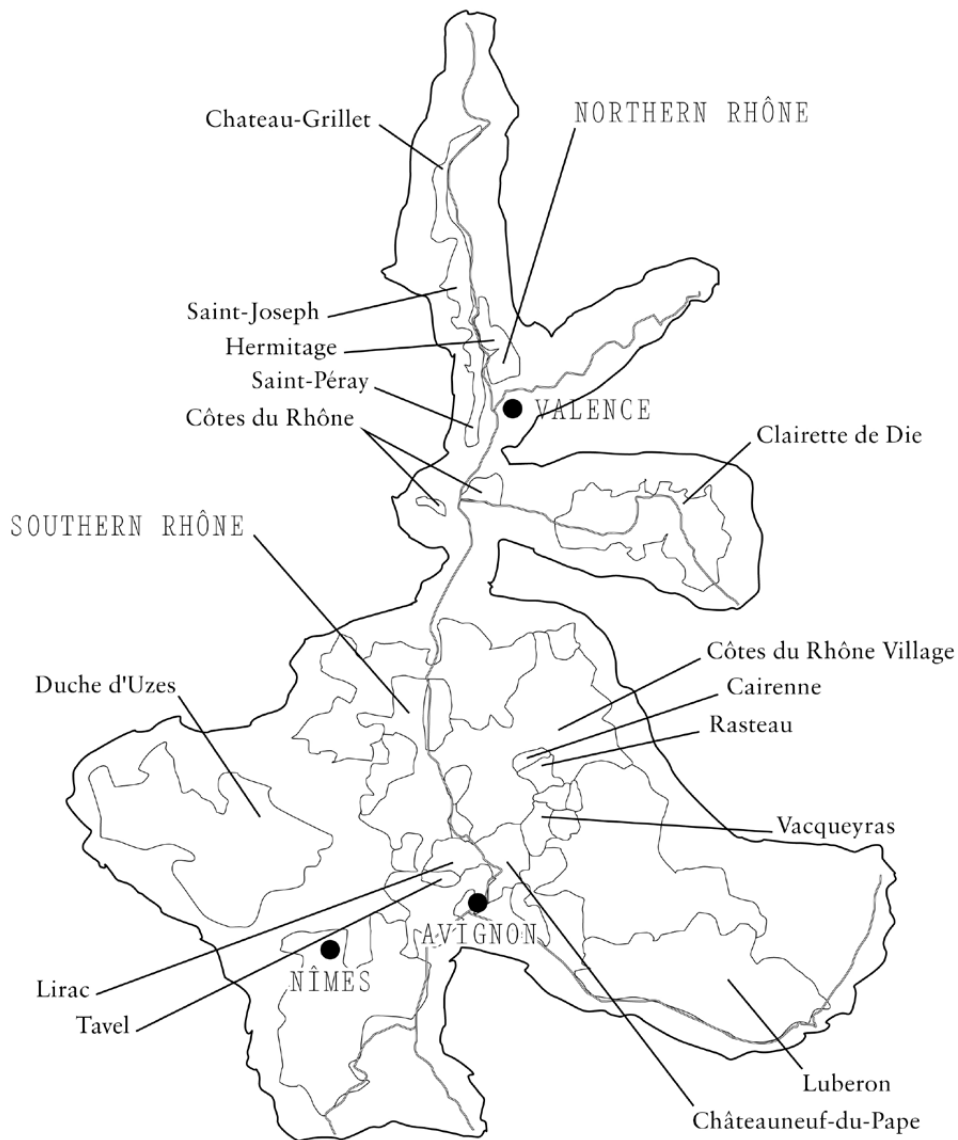 NORTHERN RHÔNE
Chateau-Grillet
Saint-Joseph
Hermitage
Saint-Péray
Côtes du Rhône
VALENCE
Clairette de Die
SOUTHERN RHÔNE
Côtes du Rhône Village
Duche d'Uzes
Cairenne
Rasteau
Vacqueyras
AVIGNON
NÎMES
Lirac
Tavel
Luberon
Châteauneuf-du-Pape